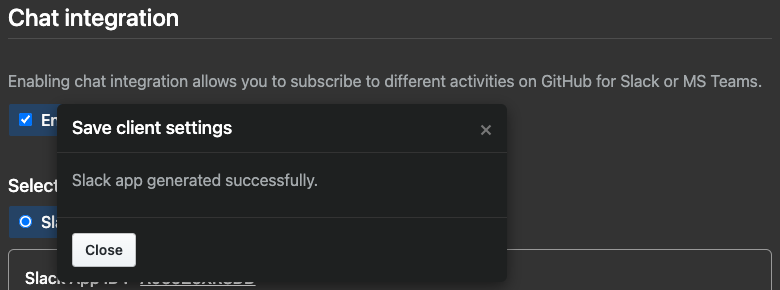 Chat integration
Enabling chat integration allows you to subscribe to different activities on GitHub for Slack or MS Teams.
Save client settings
×
Slack app generated successfully.
Close